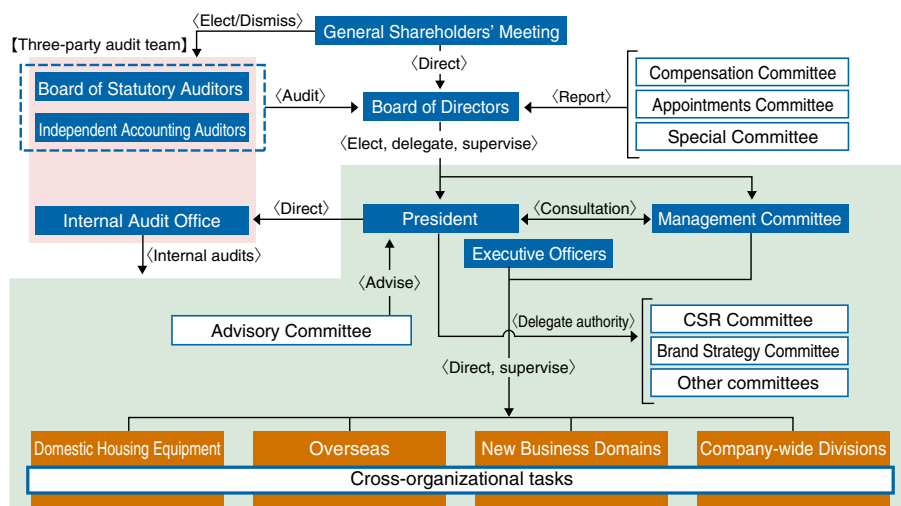 〈Elect/Dismiss〉
General Shareholders' Meeting
【Three-party audit team】
〈Direct〉
Board of Statutory Auditors
Independent Accounting Auditors
〈Audit〉
Board of Directors
〈Report〉
Compensation Committee
Appointments Committee
Special Committee
〈Elect, delegate, supervise〉
Internal Audit Office
〈Direct〉
President
〈Consultation〉
Management Committee
〈Internal audits〉
Executive Officers
〈Advise〉
Advisory Committee
〈Delegate authority〉
CSR Committee
Brand Strategy Committee
Other committees
〈Direct, supervise〉
Domestic Housing Equipment
Overseas
New Business Domains
Company-wide Divisions
Cross-organizational tasks